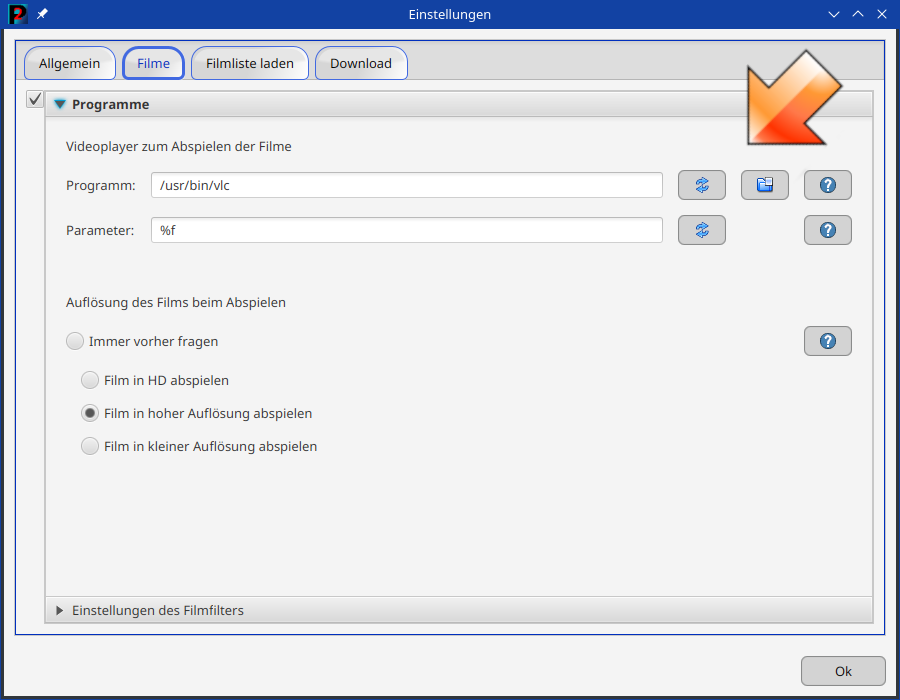 Einstellungen
Allgemein
Filme
Filmliste laden
Download
Programme
Videoplayer zum Abspielen der Filme
Programm: /usr/bin/vlc
Parameter: %f
Auflösung des Films beim Abspielen
Immer vorher fragen
Film in HD abspielen
Film in hoher Auflösung abspielen
Film in kleiner Auflösung abspielen
Einstellungen des Filmfilters
Ok